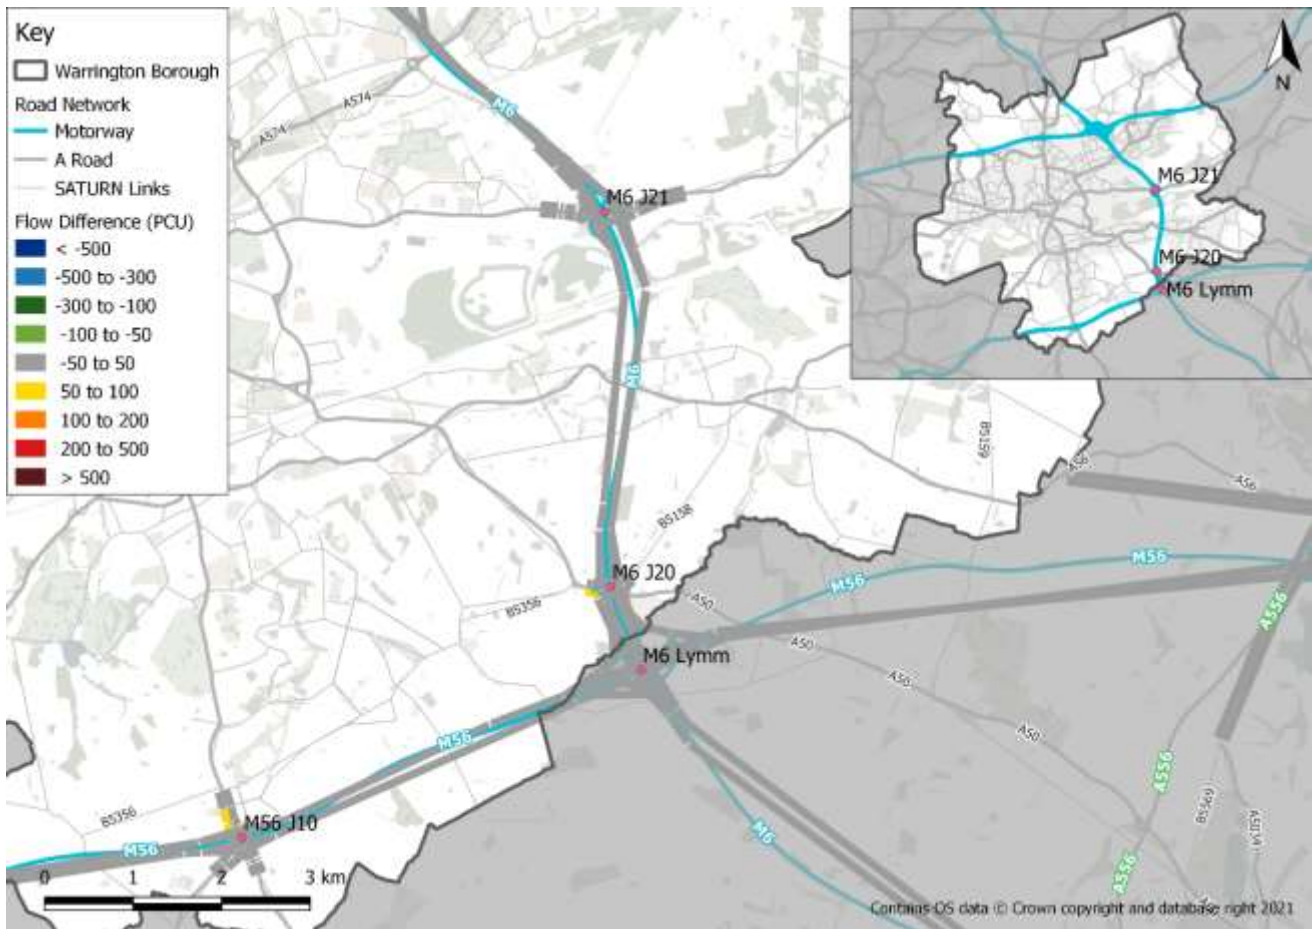 Key
Warrington Borough
Road Network
Motorway
A Road
SATURN Links
Flow Difference (PCU)
< -500
-500 to -300
-300 to -100
-100 to -50
-50 to 50
50 to 100
100 to 200
200 to 500
> 500
N
M6 J21
M6 J20
M6 Lymm
A574
A574
M6
M6 J21
M6
B5159
A56
A56
B5158
M6 J20
B5356
A50
M56
M56
A556
A50
M6 Lymm
A50
A50
M56
A556
B5356
M56 J10
M56
M6
B5569
A5034
A556
0 1 2 3 km
Contains OS data © Crown copyright and database right 2021